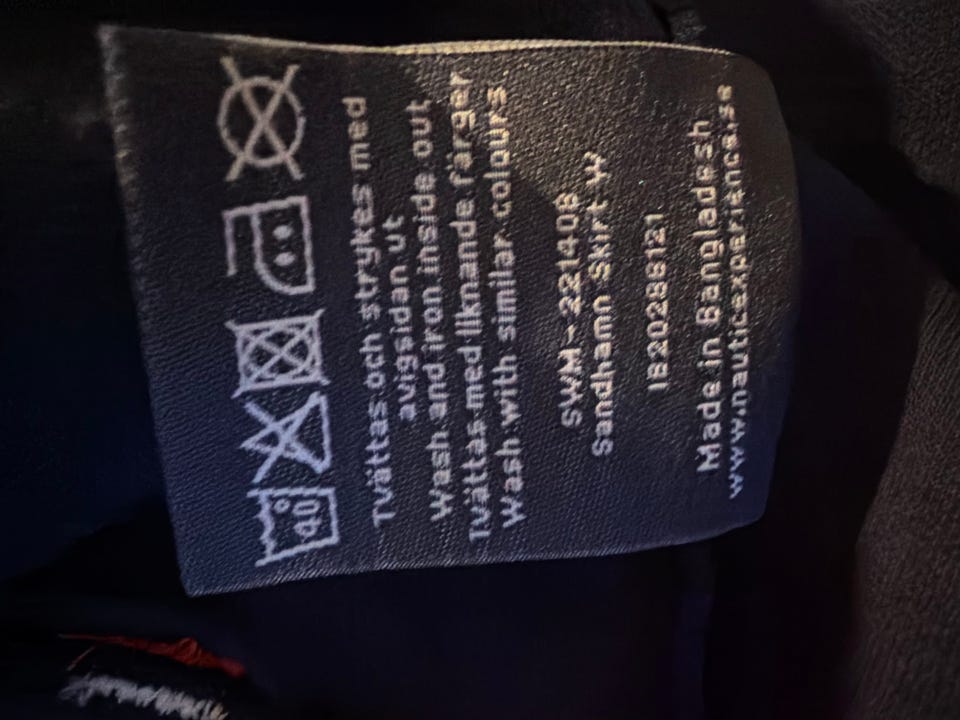 40°
Tvättas och strykes med
avigsidan ut
Wash and iron inside out
Tvättas med liknande färger
Wash with similar colours
SWM-221408
Sandhamn Skirt W
IB20288121
Made in Bangladesh
www.nauticexperience.se